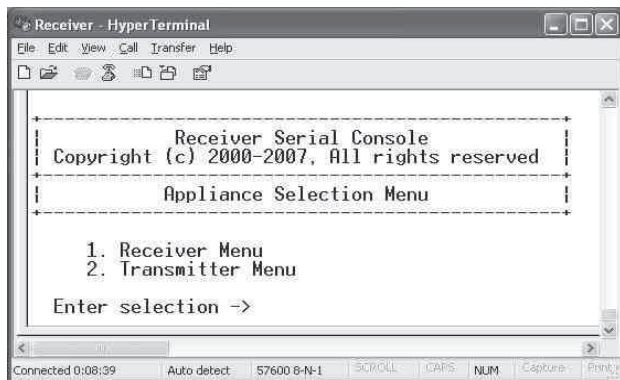 Receiver - HyperTerminal
File Edit View Call Transfer Help
Receiver Serial Console
Copyright (c) 2000-2007, All rights reserved
Appliance Selection Menu
1. Receiver Menu
2. Transmitter Menu
Enter selection ->
Connected 0:08:39 Auto detect 57600 8-N-1 SCROLL CAPS NUM Capture Print